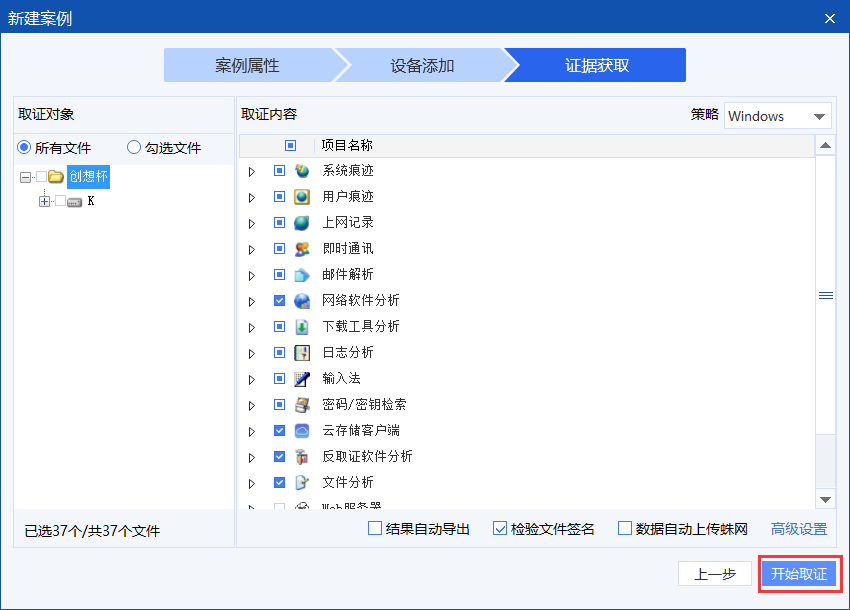 新建案例
案例属性
设备添加
证据获取
取证对象
所有文件
勾选文件
创想杯
K
已选37个/共37个文件
取证内容
策略
Windows
项目名称
系统痕迹
用户痕迹
上网记录
即时通讯
邮件解析
网络软件分析
下载工具分析
日志分析
输入法
密码/密钥检索
云存储客户端
反取证软件分析
文件分析
Web服务器
结果自动导出
检验文件签名
数据自动上传蛛网
高级设置
上一步
开始取证